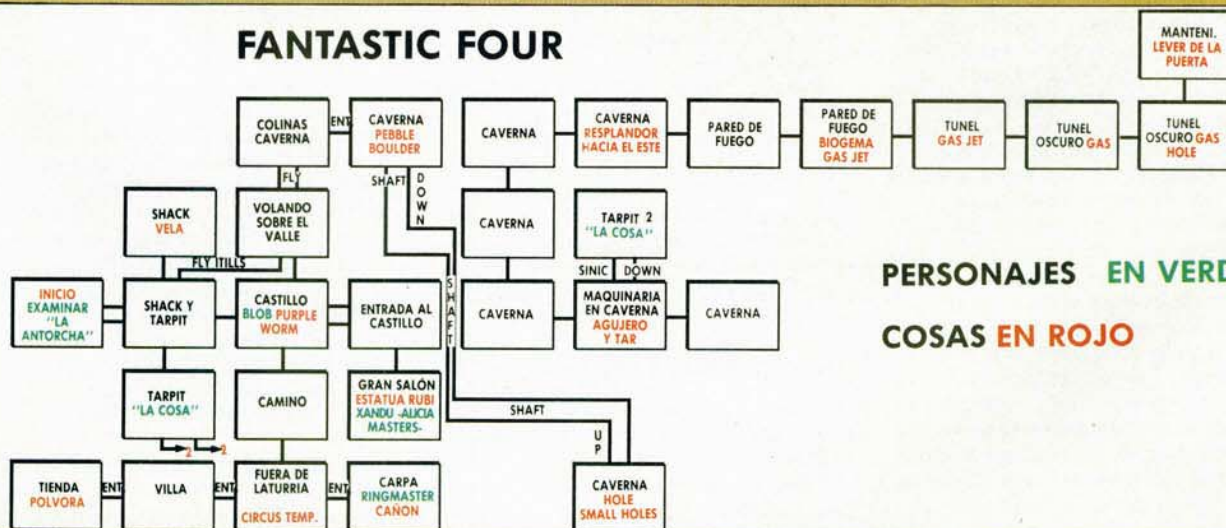 FANTASTIC FOUR
MANTENI.
LEVER DE LA
PUERTA
COLINAS
CAVERNA
ENT
CAVERNA
PEBBLE
BOULDER
CAVERNA
CAVERNA
RESPLANDOR
HACIA EL ESTE
PARED DE
FUEGO
PARED DE
FUEGO
BIOGEMA
GAS JET
TUNEL
GAS JET
TUNEL
OSCURO GAS
TUNEL
OSCURO GAS
HOLE
FLY
SHAFT
DOWN
SHACK
VELA
VOLANDO
SOBRE EL
VALLE
CAVERNA
TARPIT 2
"LA COSA"
FLY ITILLS
SINIC
DOWN
SHAFT
INICIO
EXAMINAR
"LA
ANTORCHA"
SHACK Y
TARPIT
CASTILLO
BLOB PURPLE
WORM
ENTRADA AL
CASTILLO
CAVERNA
MAQUINARIA
EN CAVERNA
AGUJERO
Y TAR
CAVERNA
PERSONAJES EN VERD
COSAS EN ROJO
TARPIT
"LA COSA"
CAMINO
GRAN SALÓN
ESTATUA RUBI
XANDU -ALICIA
MASTERS-
SHAFT
UP
2
2
TIENDA
POLVORA
ENT
VILLA
ENT
FUERA DE
LATURRIA
CIRCUS TEMP.
ENT
CARPA
RINGMASTER
CAÑON
CAVERNA
HOLE
SMALL HOLES